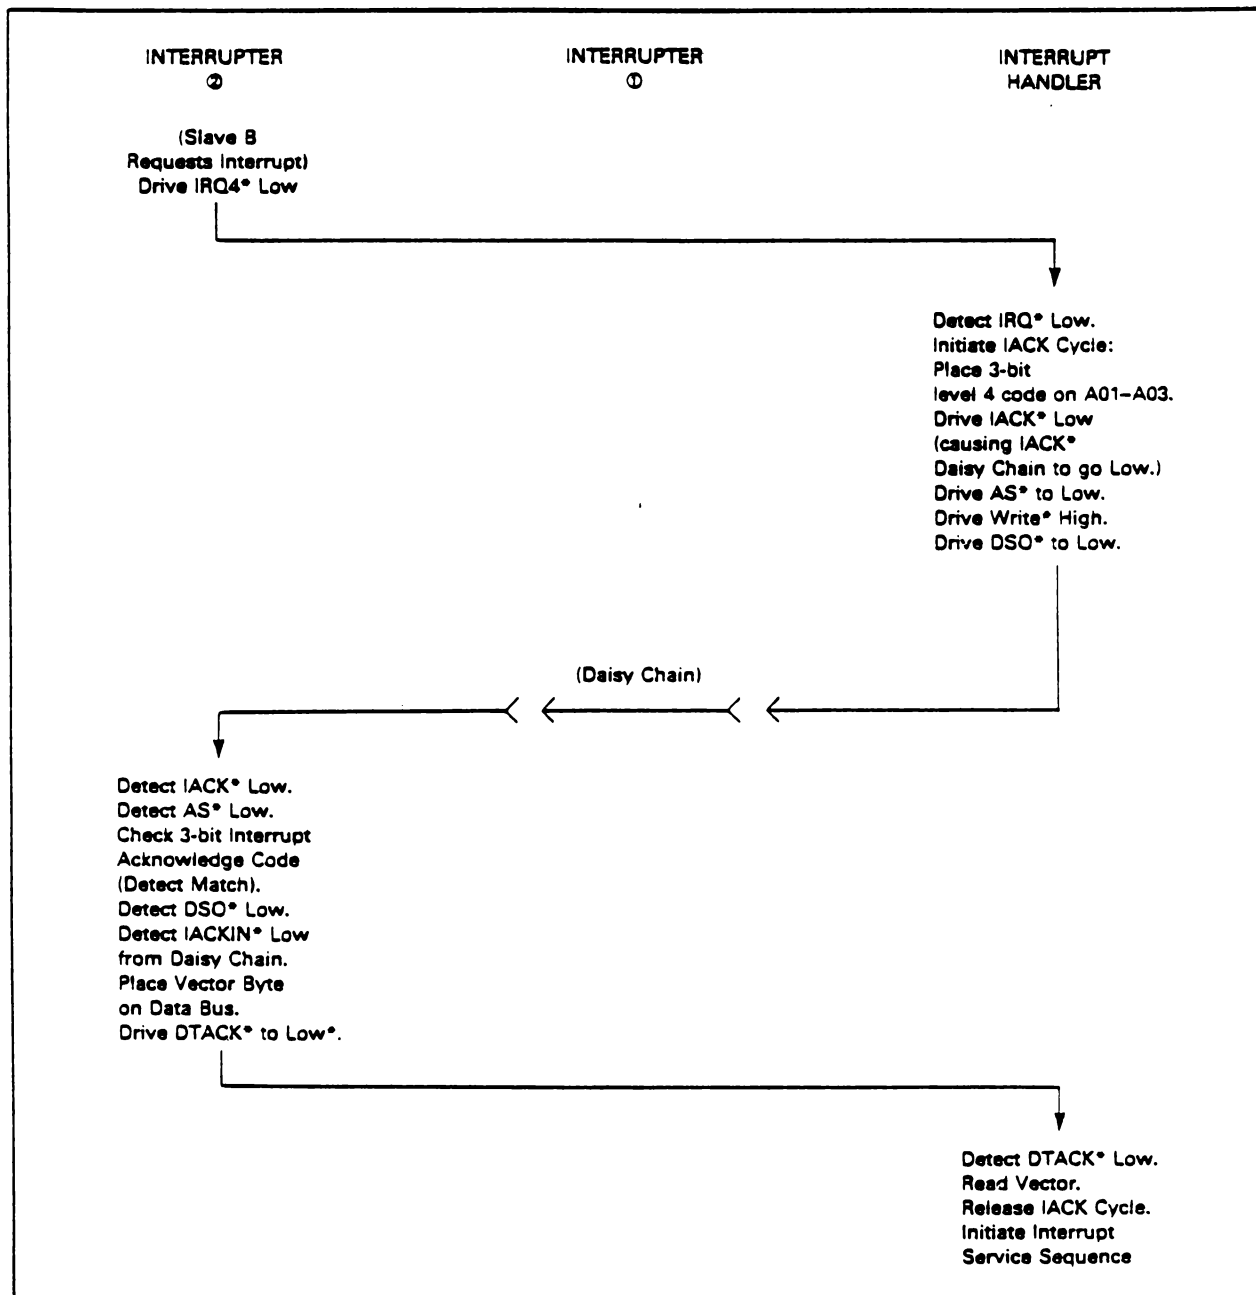 INTERRUPTER
②
INTERRUPTER
①
INTERRUPT
HANDLER
(Slave B
Requests Interrupt)
Drive IRQ4* Low
Detect IRQ* Low.
Initiate IACK Cycle:
Place 3-bit
level 4 code on A01–A03.
Drive IACK* Low
(causing IACK*
Daisy Chain to go Low.)
Drive AS* to Low.
Drive Write* High.
Drive DSO* to Low.
(Daisy Chain)
Detect IACK* Low.
Detect AS* Low.
Check 3-bit Interrupt
Acknowledge Code
(Detect Match).
Detect DSO* Low.
Detect IACKIN* Low
from Daisy Chain.
Place Vector Byte
on Data Bus.
Drive DTACK* to Low*.
Detect DTACK* Low.
Read Vector.
Release IACK Cycle.
Initiate Interrupt
Service Sequence